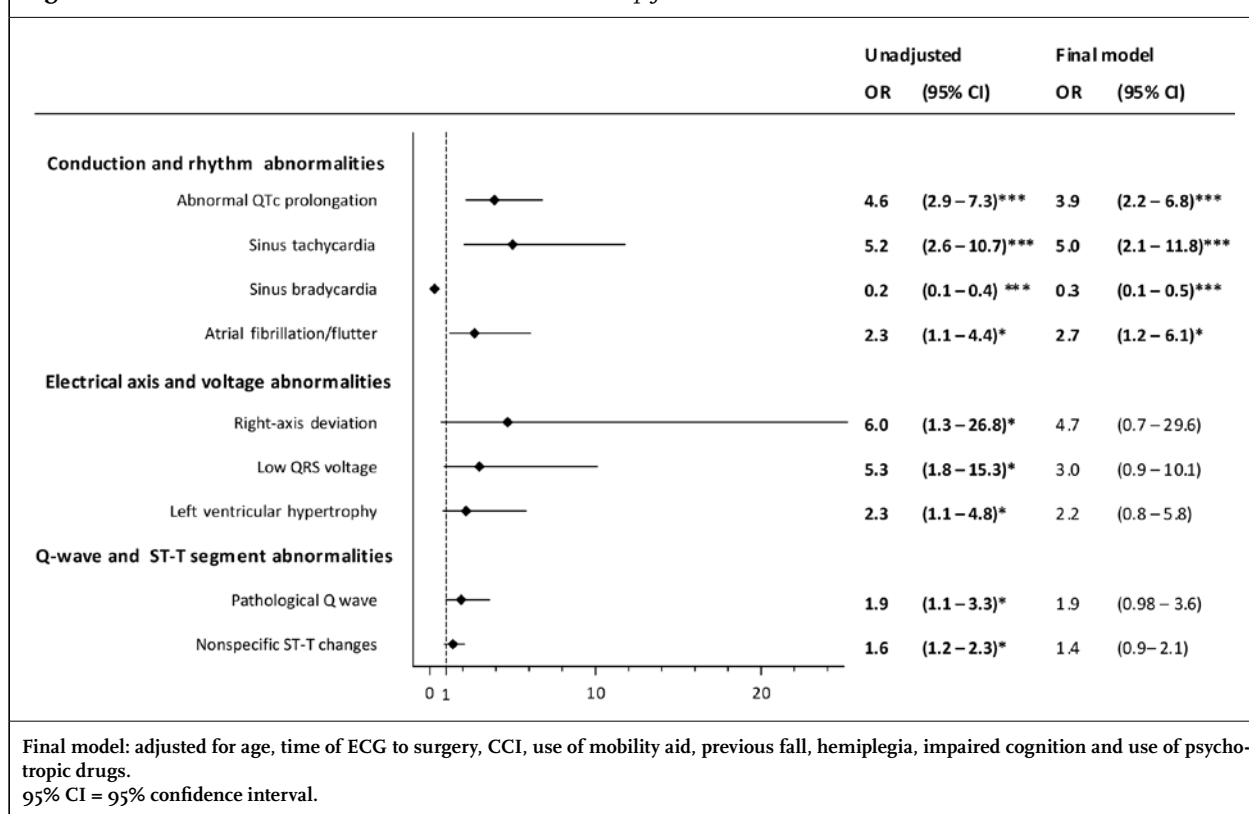 Unadjusted Final model
OR (95% CI) OR (95% CI)
Conduction and rhythm abnormalities
Abnormal QTc prolongation 4.6 (2.9 – 7.3)*** 3.9 (2.2 – 6.8)***
Sinus tachycardia 5.2 (2.6 – 10.7)*** 5.0 (2.1 – 11.8)***
Sinus bradycardia 0.2 (0.1 – 0.4) *** 0.3 (0.1 – 0.5)***
Atrial fibrillation/flutter 2.3 (1.1 – 4.4)* 2.7 (1.2 – 6.1)*
Electrical axis and voltage abnormalities
Right-axis deviation 6.0 (1.3 – 26.8)* 4.7 (0.7 – 29.6)
Low QRS voltage 5.3 (1.8 – 15.3)* 3.0 (0.9 – 10.1)
Left ventricular hypertrophy 2.3 (1.1 – 4.8)* 2.2 (0.8 – 5.8)
Q-wave and ST-T segment abnormalities
Pathological Q wave 1.9 (1.1 – 3.3)* 1.9 (0.98 – 3.6)
Nonspecific ST-T changes 1.6 (1.2 – 2.3)* 1.4 (0.9– 2.1)
0 1 10 20
Final model: adjusted for age, time of ECG to surgery, CCI, use of mobility aid, previous fall, hemiplegia, impaired cognition and use of psycho-
tropic drugs.
95% CI = 95% confidence interval.